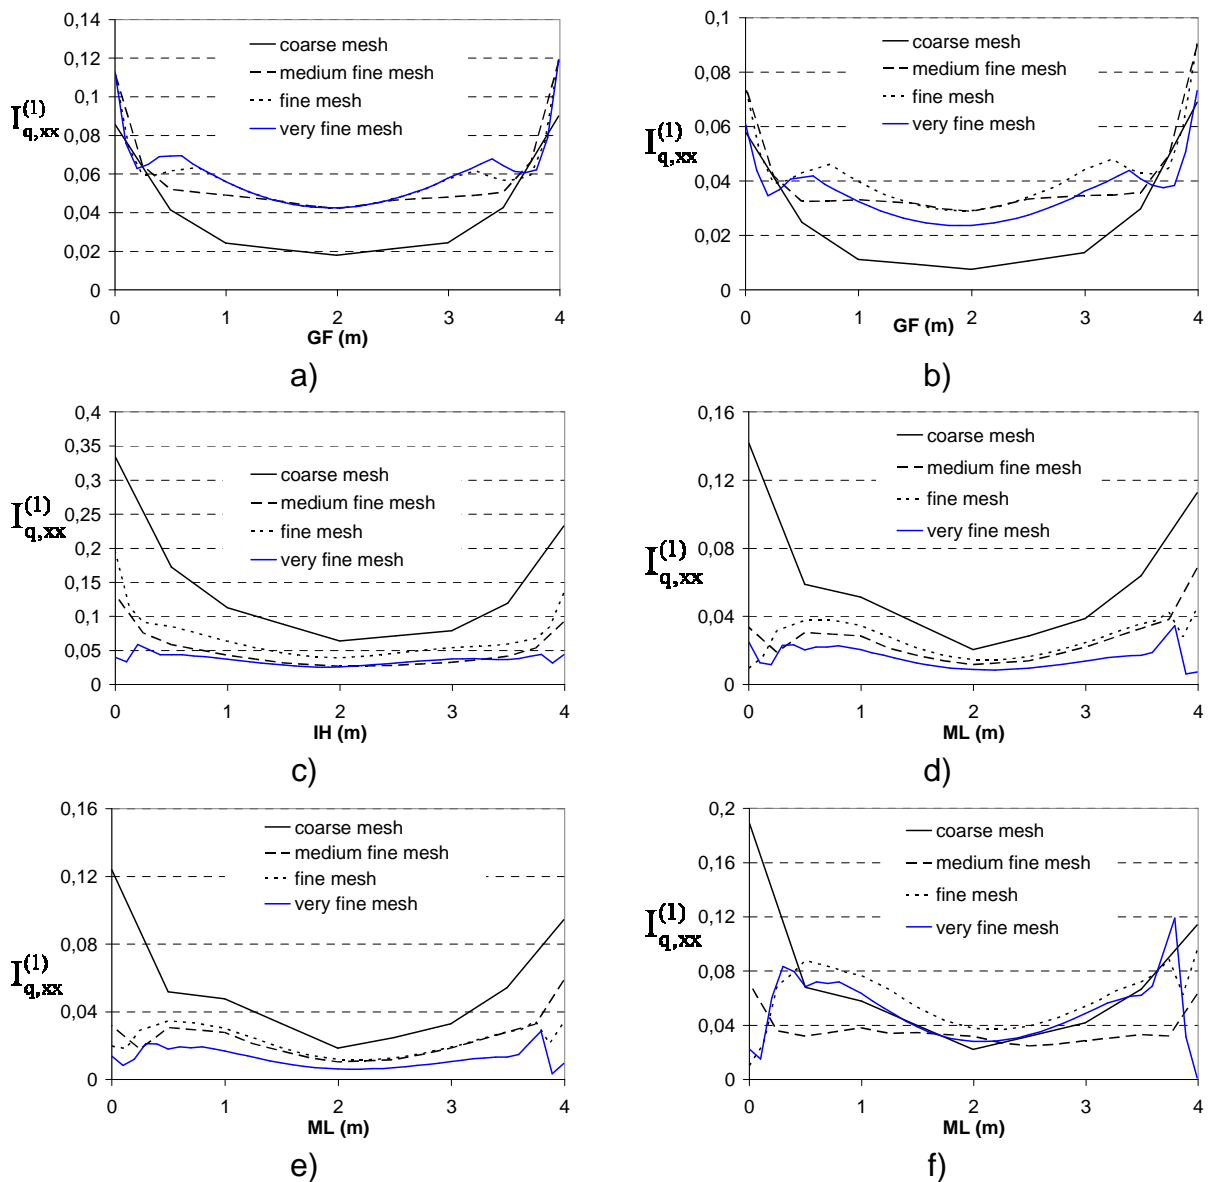 0,14
0,12
0,1
0,08
0,06
0,04
0,02
0
I(1)q,xx
coarse mesh
medium fine mesh
fine mesh
very fine mesh
0 1 2 3 4
GF (m)
a)
0,1
0,08
0,06
0,04
0,02
0
I(1)q,xx
coarse mesh
medium fine mesh
fine mesh
very fine mesh
0 1 2 3 4
GF (m)
b)
0,4
0,35
0,3
0,25
0,2
0,15
0,1
0,05
0
I(1)q,xx
coarse mesh
medium fine mesh
fine mesh
very fine mesh
0 1 2 3 4
IH (m)
c)
0,16
0,12
0,08
0,04
0
I(1)q,xx
coarse mesh
medium fine mesh
fine mesh
very fine mesh
0 1 2 3 4
ML (m)
d)
0,16
0,12
0,08
0,04
0
I(1)q,xx
coarse mesh
medium fine mesh
fine mesh
very fine mesh
0 1 2 3 4
ML (m)
e)
0,2
0,16
0,12
0,08
0,04
0
I(1)q,xx
coarse mesh
medium fine mesh
fine mesh
very fine mesh
0 1 2 3 4
ML (m)
f)